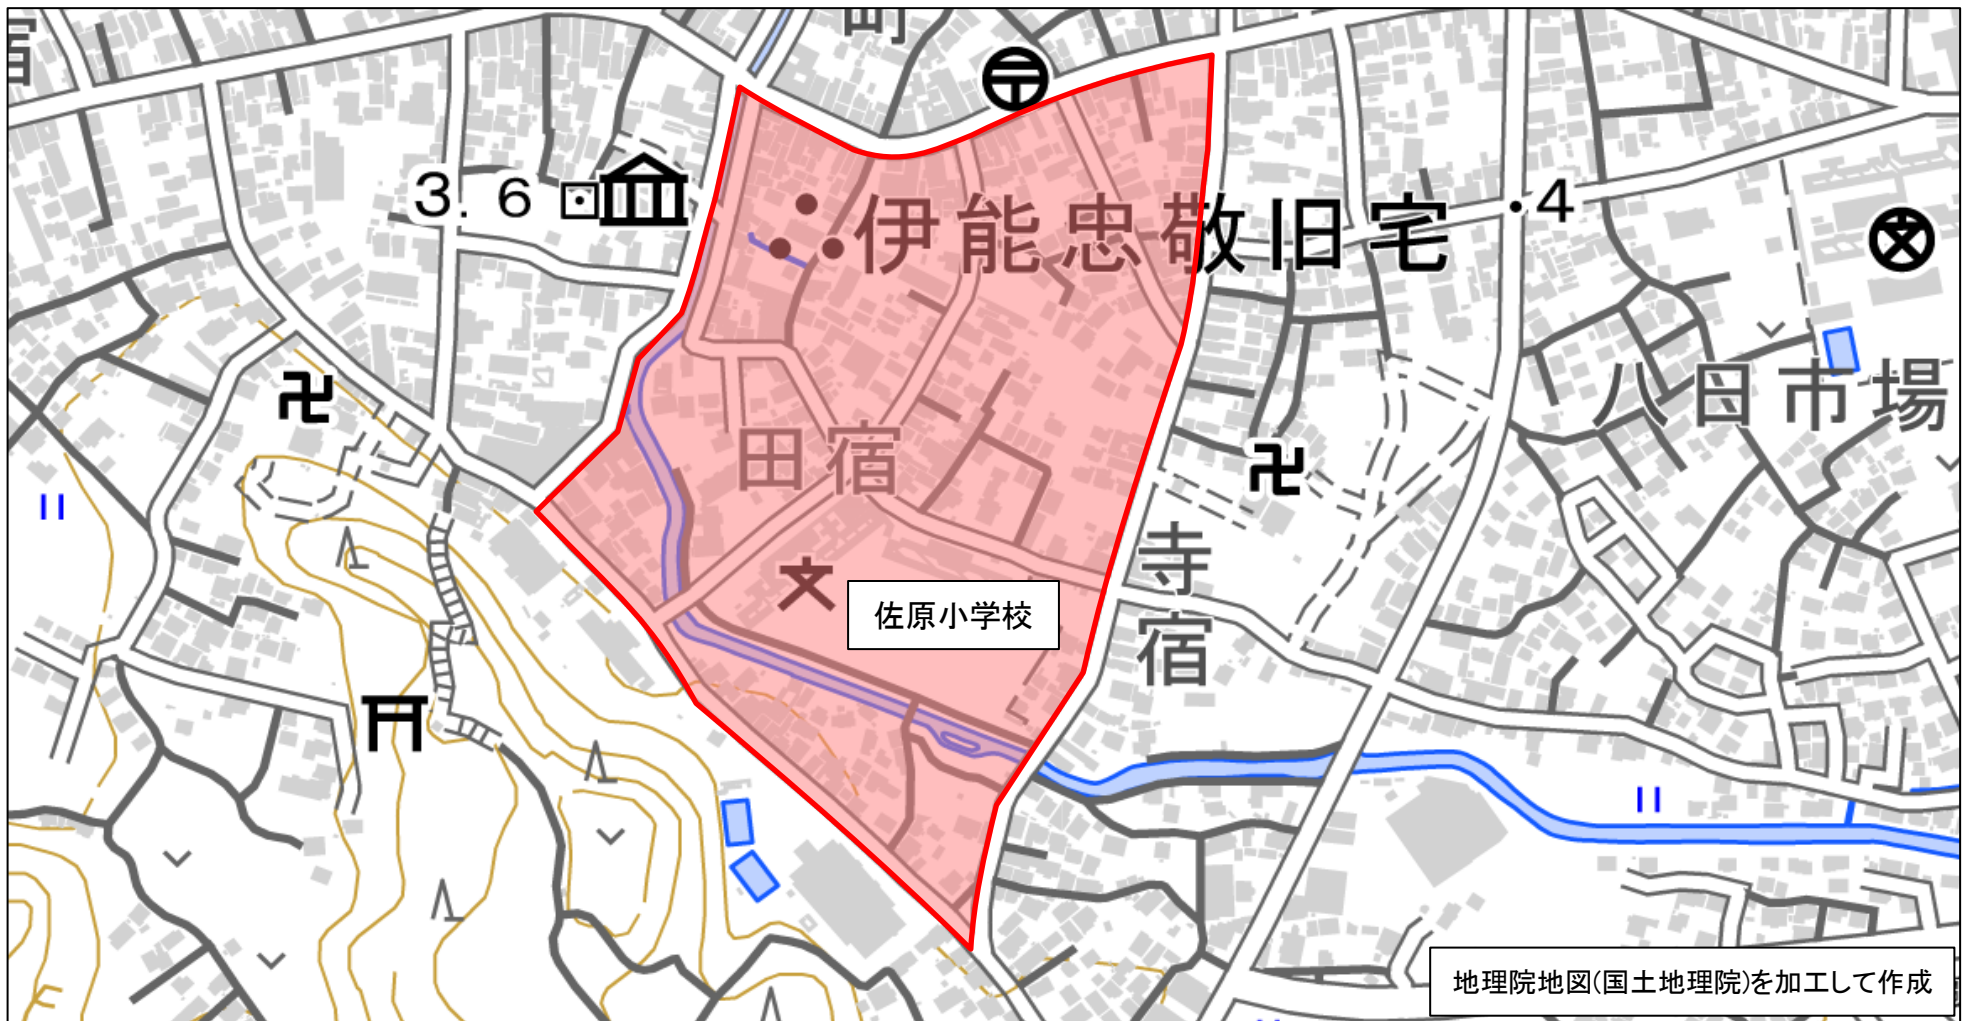 町
3.6
伊能忠敬旧宅
・4
八日市場
田宿
寺宿
佐原小学校
地理院地図(国土地理院)を加工して作成